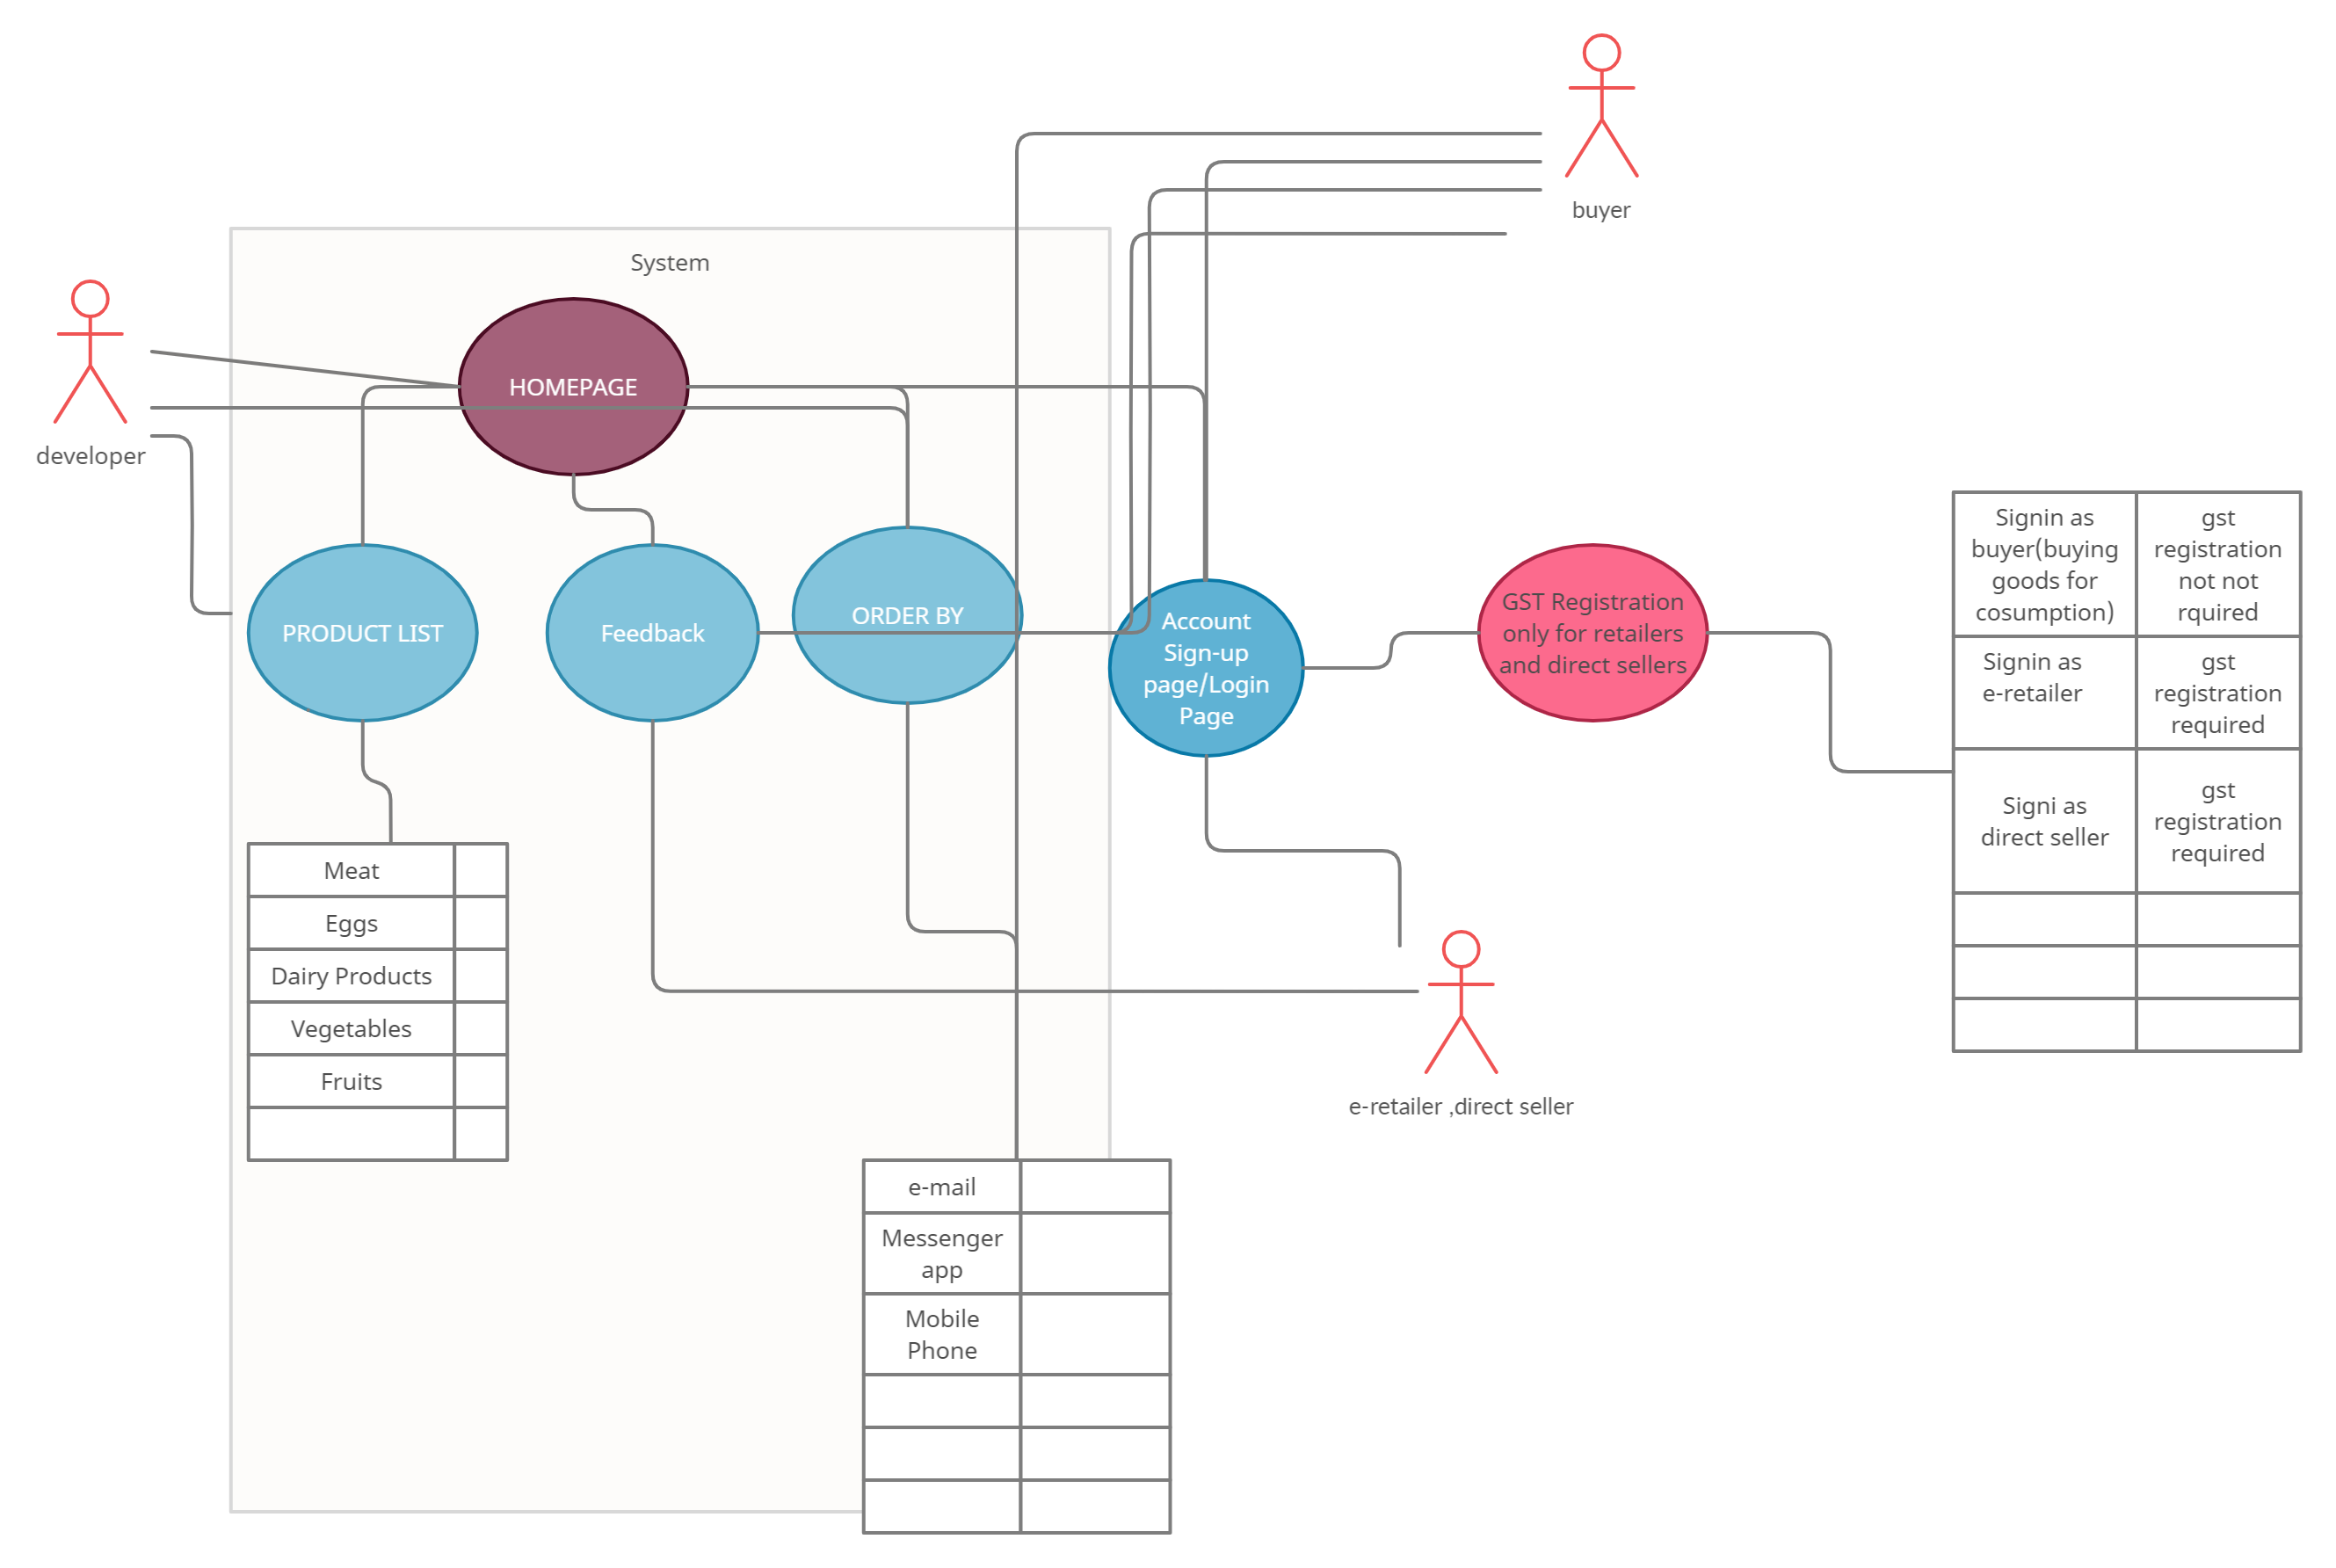 buyer
System
developer
HOMEPAGE
PRODUCT LIST
Feedback
ORDER BY
Account
Sign-up
page/Login
Page
GST Registration
only for retailers
and direct sellers
Signin as
buyer(buying
goods for
cosumption)
gst
registration
not not
rquired
Signin as
e-retailer
gst
registration
required
Signi as
direct seller
gst
registration
required
Meat
Eggs
Dairy Products
Vegetables
Fruits
e-retailer ,direct seller
e-mail
Messenger
app
Mobile
Phone